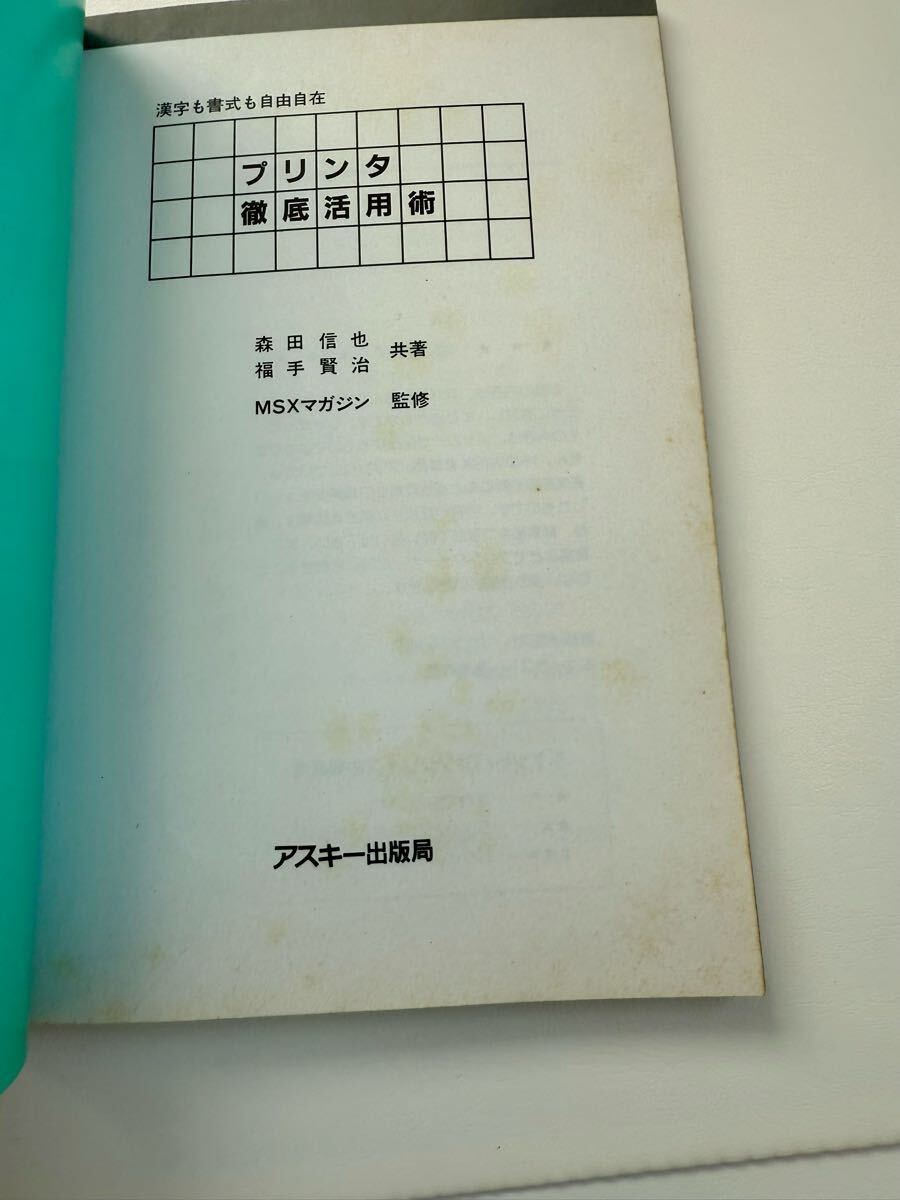 漢字も書式も自由自在
プリンタ
徹底活用術
森田信也
福手賢治 共著
MSXマガジン 監修
アスキー出版局